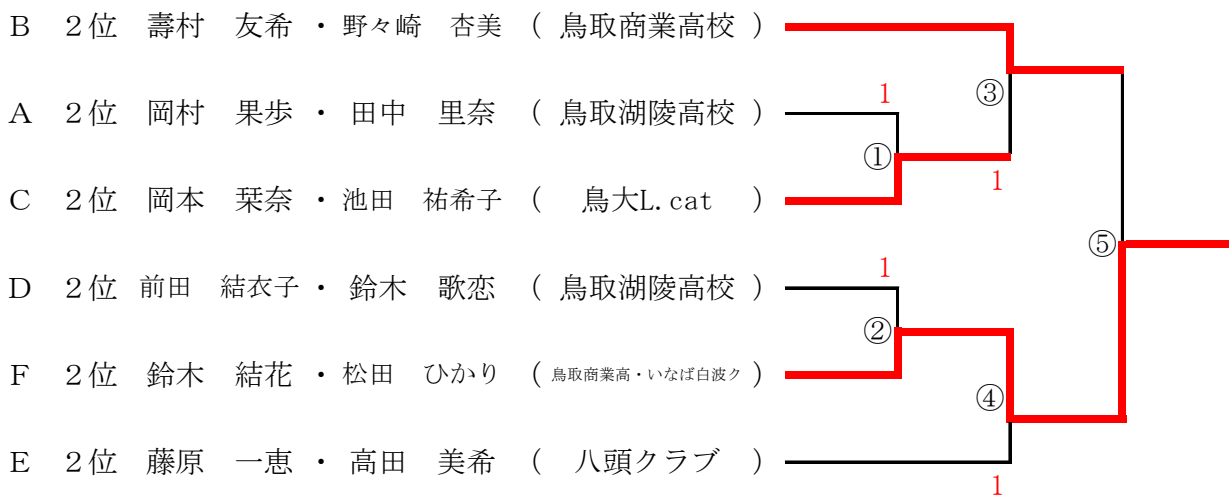 B 2位 壽村 友希 ・ 野々崎 杏美 ( 鳥取商業高校 )
1 ③
A 2位 岡村 果歩 ・ 田中 里奈 ( 鳥取湖陵高校 )
①
1
C 2位 岡本 栞奈 ・ 池田 祐希子 ( 鳥大L.cat )
⑤
1
D 2位 前田 結衣子 ・ 鈴木 歌恋 ( 鳥取湖陵高校 )
②
F 2位 鈴木 結花 ・ 松田 ひかり ( 鳥取商業高・いなば白波ク )
④
E 2位 藤原 一恵 ・ 高田 美希 ( 八頭クラブ )
1